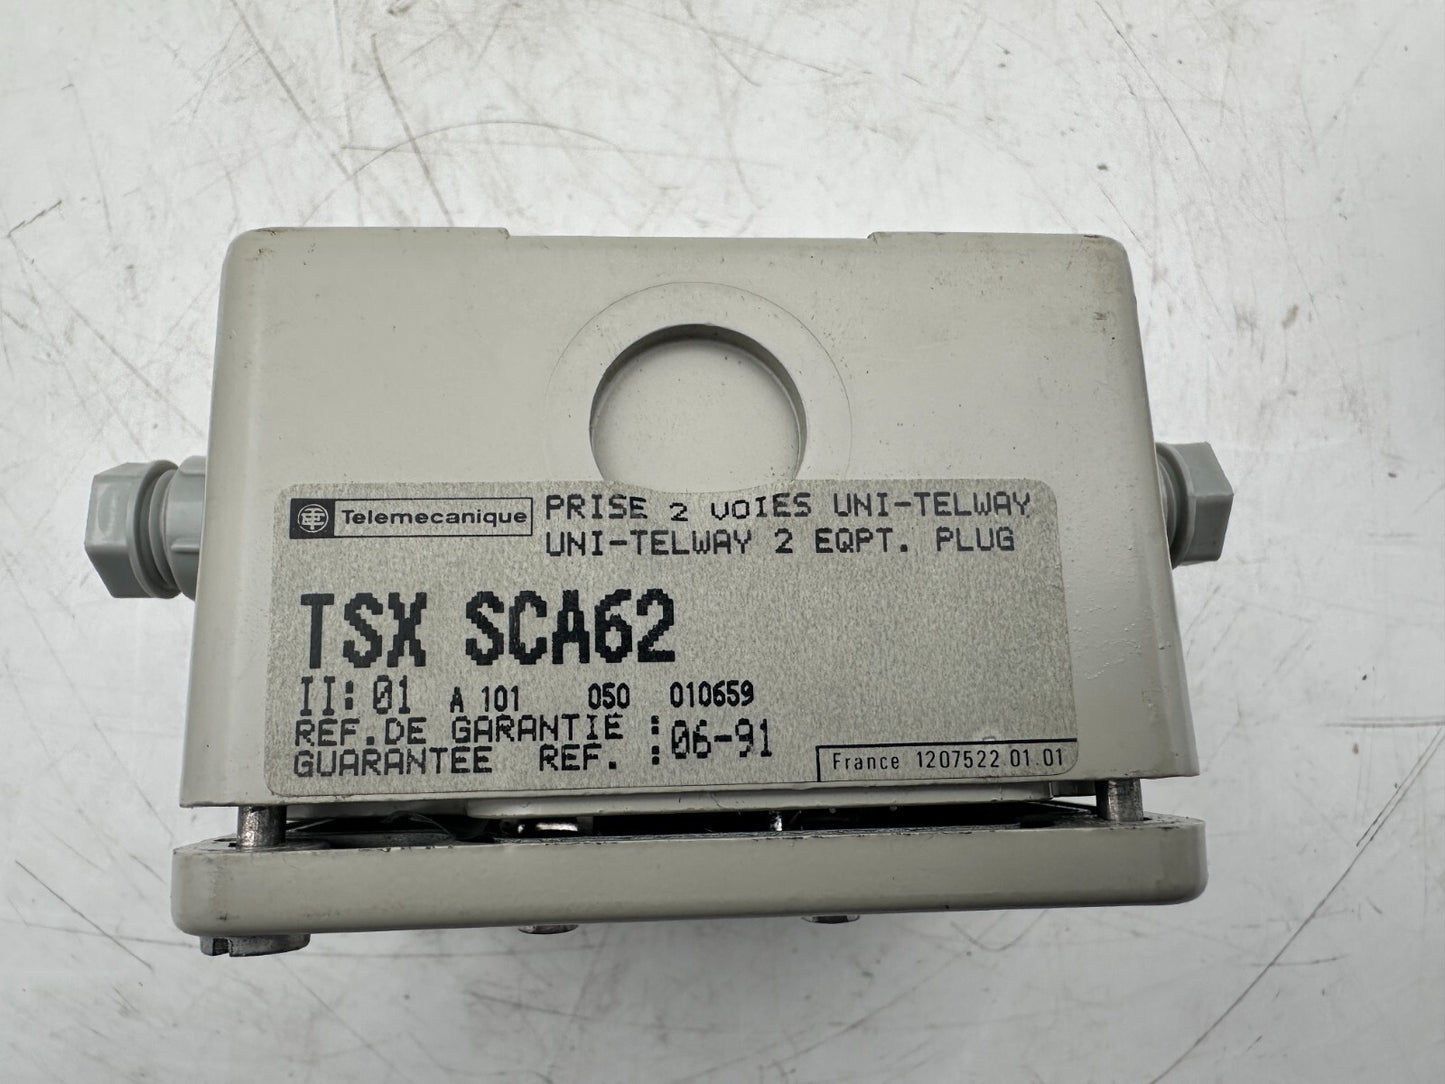 Telemecanique
PRISE 2 VOIES UNI-TELWAY
UNI-TELWAY 2 EQPT. PLUG
TSX SCA62
II: 01 A 101 050 010659
REF. DE GARANTIE :
GUARANTEE REF. : 06-91
France 1207522 01 01